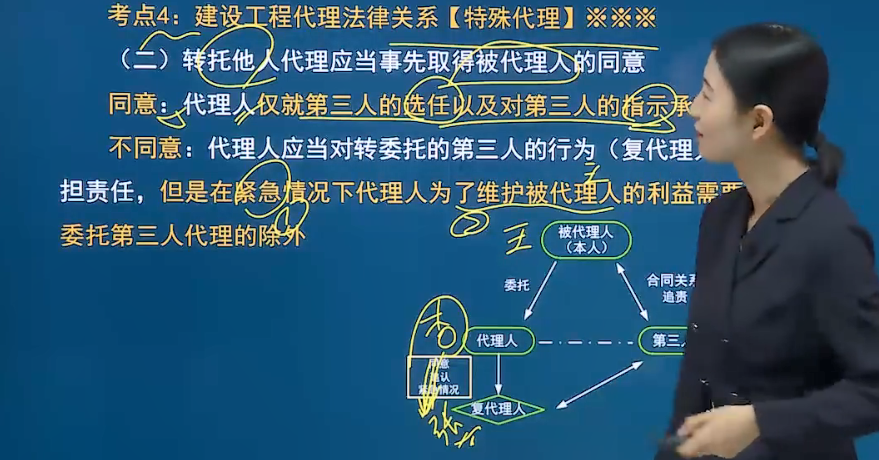 考点4：建设工程代理法律关系【特殊代理】※※※
（二）转托他人代理应当事先取得被代理人的同意
同意：代理人仅就第三人的选任以及对第三人的指示承
不同意：代理人应当对转委托的第三人的行为（复代理
担责任，但是在紧急情况下代理人为了维护被代理人的利益需要
委托第三人代理的除外
王
被代理人
（本人）
委托
合同关系
追责
代理人
第三
同意
追认
紧急情况
复代理人
张